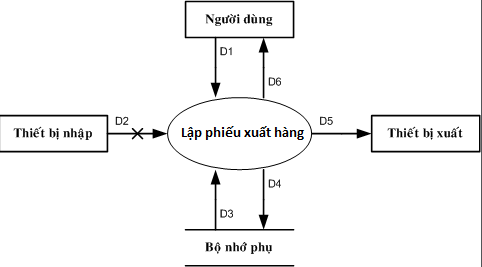 Người dùng
D1
D6
D2
Thiết bị nhập
Lập phiếu xuất hàng
D5
Thiết bị xuất
D3
D4
Bộ nhớ phụ